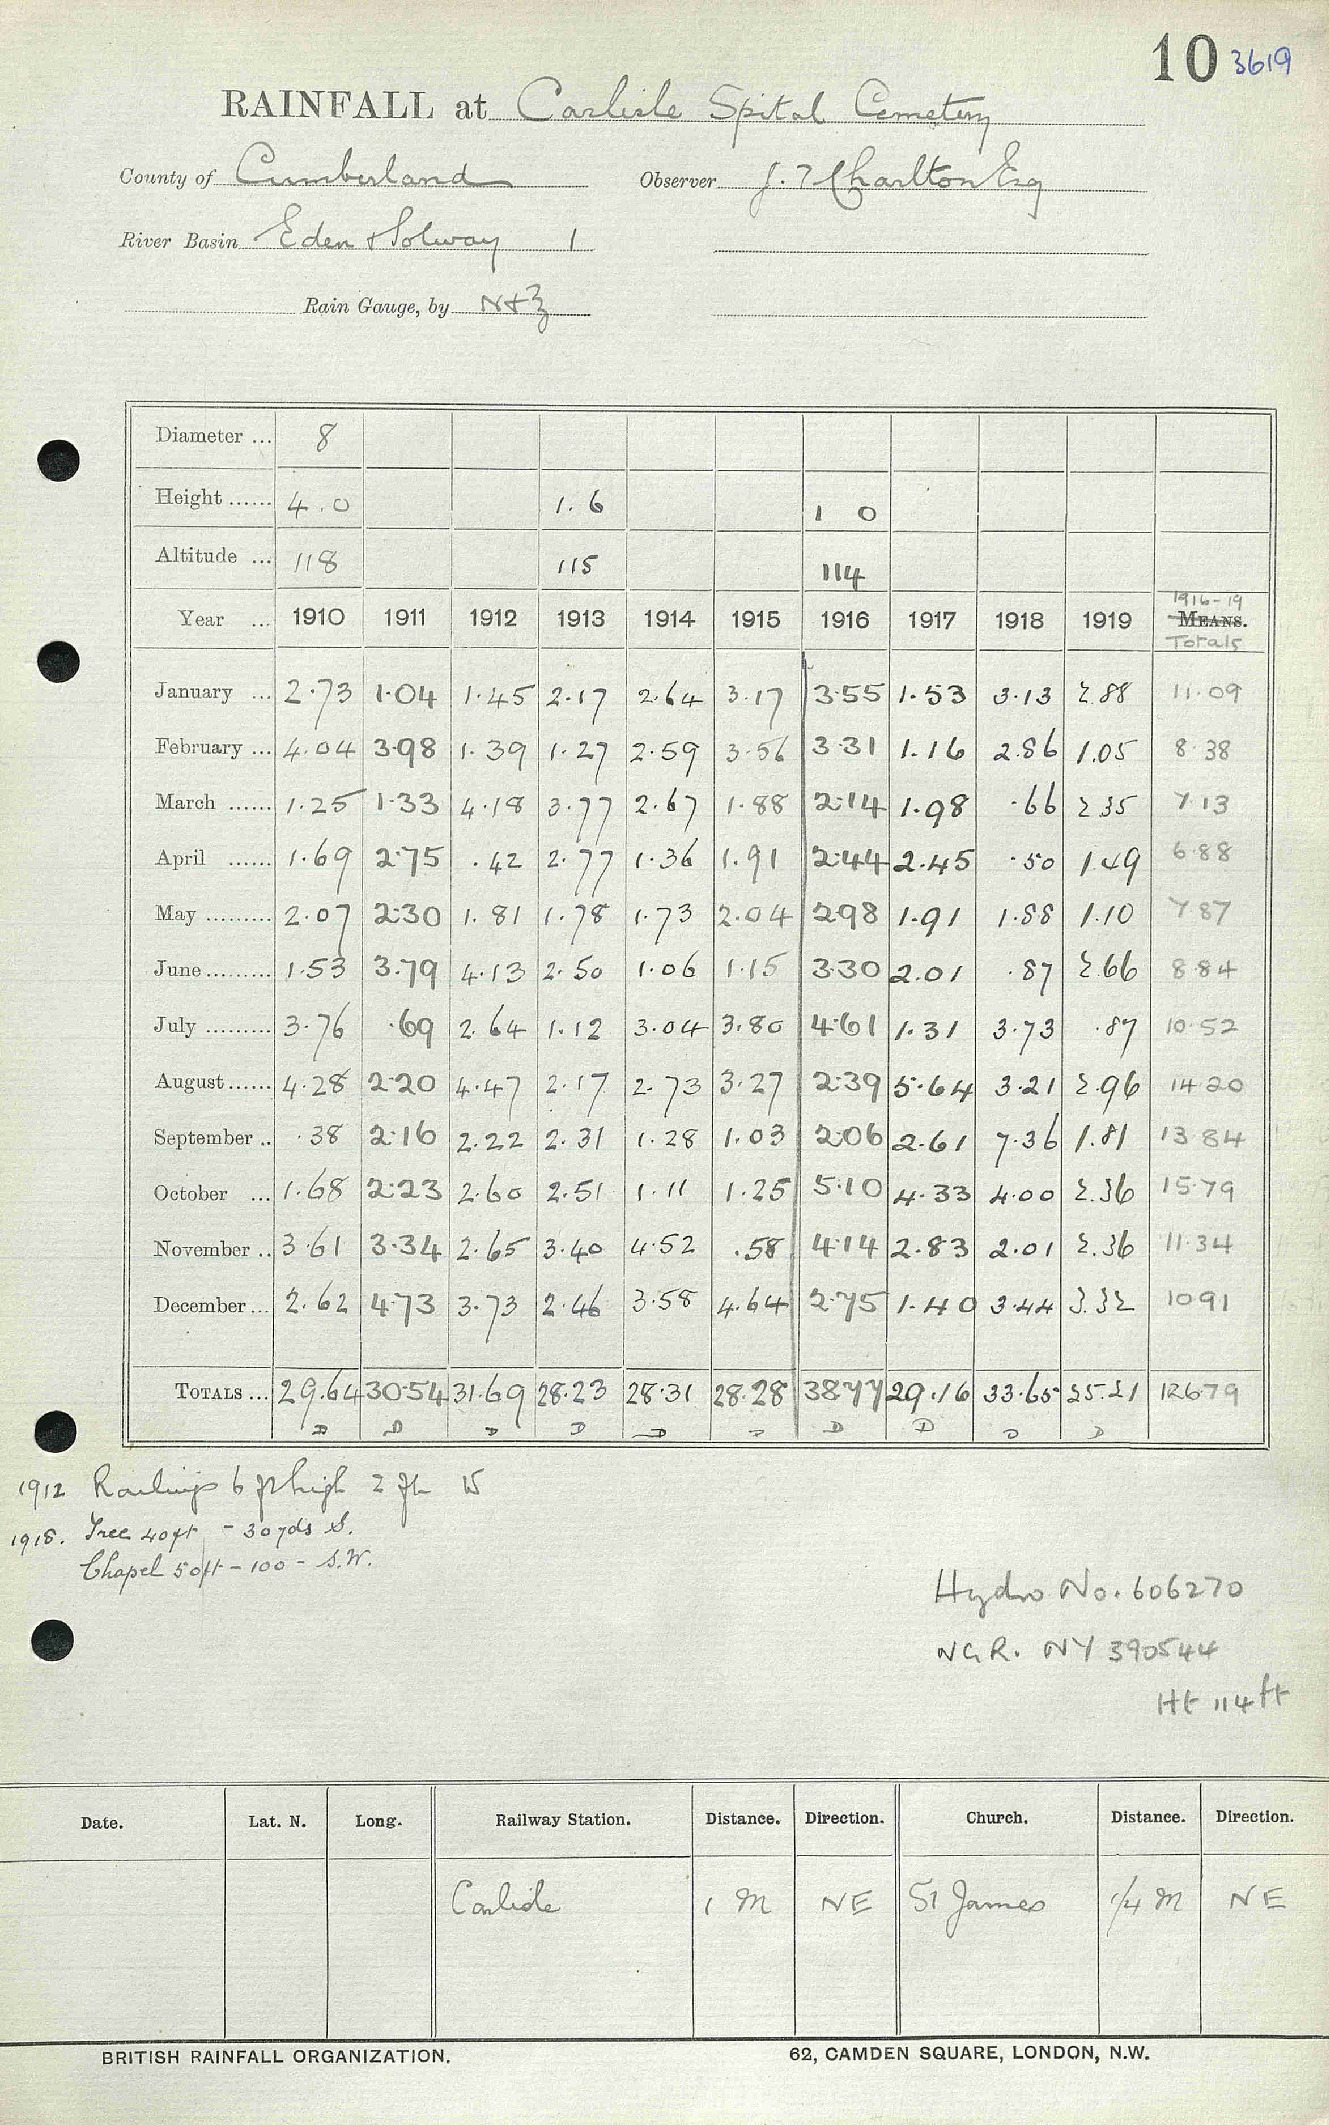 10 3619
RAINFALL at Carlisle Spital Cemetery
County of Cumberland Observer J. T Charlton Esq
River Basin Eden & Solway 1
Rain Gauge, by N+Z
Diameter ... 8
Height ...... 4.0 1.6 1 0
Altitude ... 118 115 114
Year ... 1910 1911 1912 1913 1914 1915 1916 1917 1918 1919 1916-19 MEANS. Totals
January ... 2.73 1.04 1.45 2.17 2.64 3.17 3.55 1.53 3.13 2.88 11.09
February ... 4.04 3.98 1.39 1.27 2.59 3.56 3.31 1.16 2.86 1.05 8.38
March ...... 1.25 1.33 4.18 3.77 2.67 1.88 2.14 1.98 .66 2.35 7.13
April ...... 1.69 2.75 .42 2.77 1.36 1.91 2.44 2.45 .50 1.49 6.88
May ......... 2.07 2.30 1.81 1.78 1.73 2.04 2.98 1.91 1.88 1.10 7.87
June ......... 1.53 3.79 4.13 2.50 1.06 1.15 3.30 2.01 .87 2.66 8.84
July ......... 3.76 .69 2.64 1.12 3.04 3.80 4.61 1.31 3.73 .87 10.52
August...... 4.28 2.20 4.47 2.17 2.73 3.27 2.39 5.64 3.21 2.96 14.20
September .. .38 2.16 2.22 2.31 1.28 1.03 2.06 2.61 7.36 1.81 13.84
October ... 1.68 2.23 2.60 2.51 1.11 1.25 5.10 4.33 4.00 2.36 15.79
November .. 3.61 3.34 2.65 3.40 4.52 .58 4.14 2.83 2.01 2.36 11.34
December ... 2.62 4.73 3.73 2.46 3.58 4.64 2.75 1.40 3.44 3.32 10.91
TOTALS ... 29.64 30.54 31.69 28.23 28.31 28.28 38.77 29.16 33.65 25.21 126.79
D D D D D D D D D D
1912 Railings 6 ft high 2 ft W
1918. Tree 40ft - 30yds S.
Chapel 50ft - 100 - S.W.
Hydro No. 606270
NGR. NY 390544
Ht 114ft
Date. Lat. N. Long. Railway Station. Distance. Direction. Church. Distance. Direction.
Carlisle 1 M NE St James 1/4 M NE
BRITISH RAINFALL ORGANIZATION. 62, CAMDEN SQUARE, LONDON, N.W.